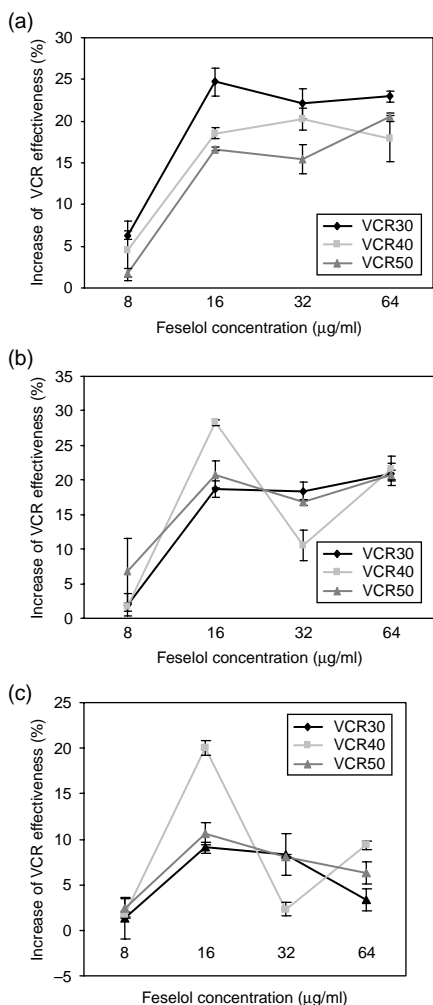 (a)
30
25
20
15
10
5
0
Increase of VCR effectiveness (%)
VCR30
VCR40
VCR50
8 16 32 64
Feselol concentration (µg/ml)
(b)
35
30
25
20
15
10
5
0
Increase of VCR effectiveness (%)
VCR30
VCR40
VCR50
8 16 32 64
Feselol concentration (µg/ml)
(c)
25
20
15
10
5
0
–5
Increase of VCR effectiveness (%)
VCR30
VCR40
VCR50
8 16 32 64
Feselol concentration (µg/ml)